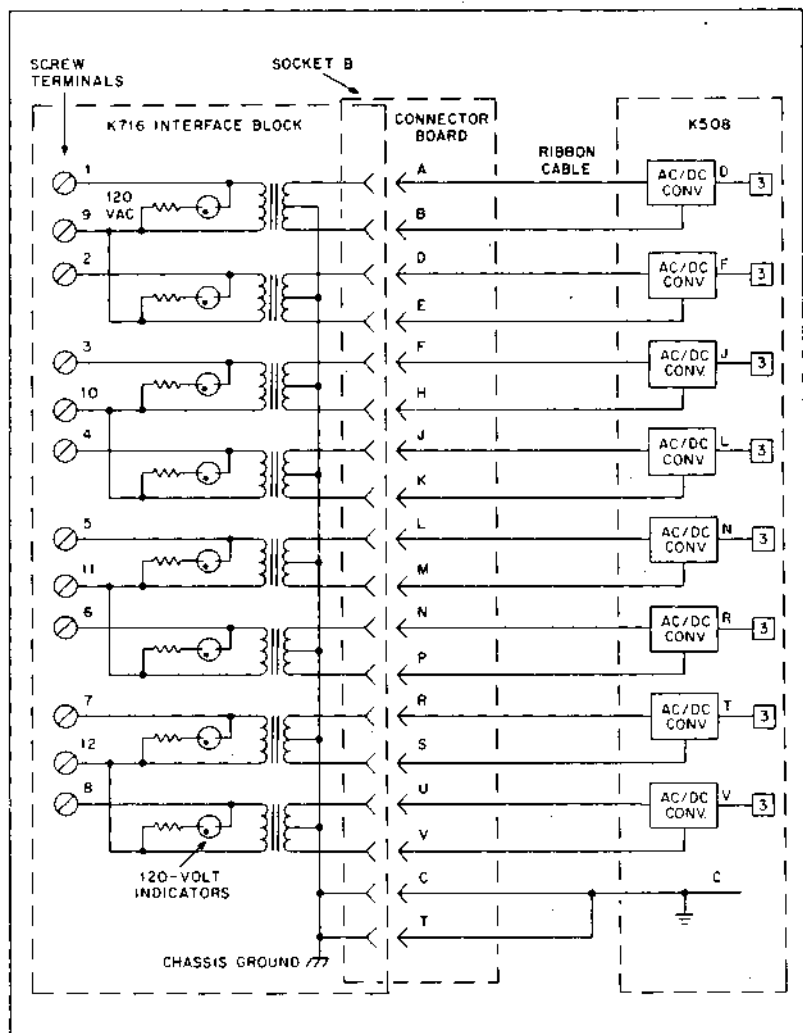 SCREW
TERMINALS
SOCKET B
K716 INTERFACE BLOCK
CONNECTOR
BOARD
RIBBON
CABLE
K508
1
120
VAC
9
2
3
10
4
5
11
6
7
12
8
A
B
D
E
F
H
J
K
L
M
N
P
R
S
U
V
C
T
AC/DC
CONV.
D
3
AC/DC
CONV.
F
3
AC/DC
CONV.
J
3
AC/DC
CONV.
L
3
AC/DC
CONV.
N
3
AC/DC
CONV.
R
3
AC/DC
CONV.
T
3
AC/DC
CONV.
V
3
C
120-VOLT
INDICATORS
CHASSIS GROUND